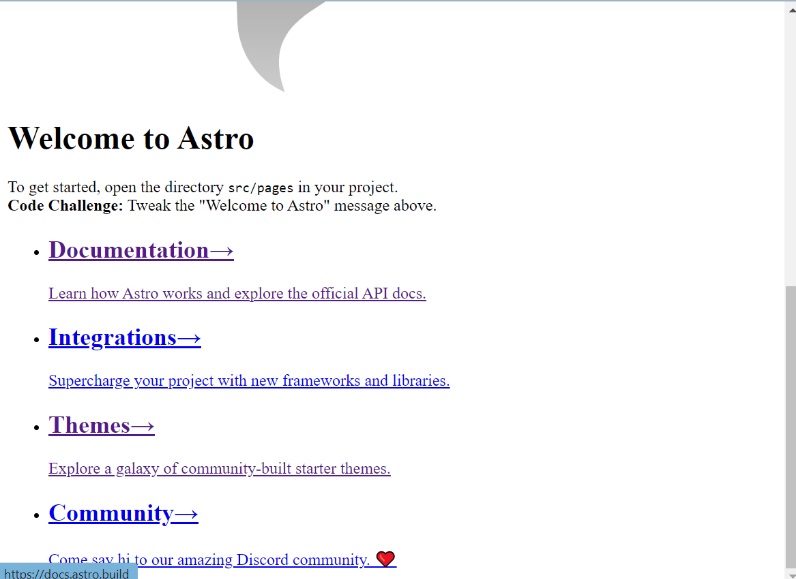 Welcome to Astro
To get started, open the directory src/pages in your project.
Code Challenge: Tweak the "Welcome to Astro" message above.
Documentation→
Learn how Astro works and explore the official API docs.
Integrations→
Supercharge your project with new frameworks and libraries.
Themes→
Explore a galaxy of community-built starter themes.
Community→
Come say hi to our amazing Discord community. ❤️
https://docs.astro.build